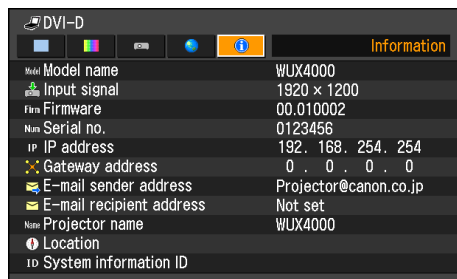 DVI-D
Information
Model Model name WUX4000
Input signal 1920 × 1200
Firm Firmware 00.010002
Num Serial no. 0123456
IP IP address 192. 168. 254. 254
Gateway address 0 . 0 . 0 . 0
E-mail sender address Projector@canon.co.jp
E-mail recipient address Not set
Name Projector name WUX4000
Location
ID System information ID